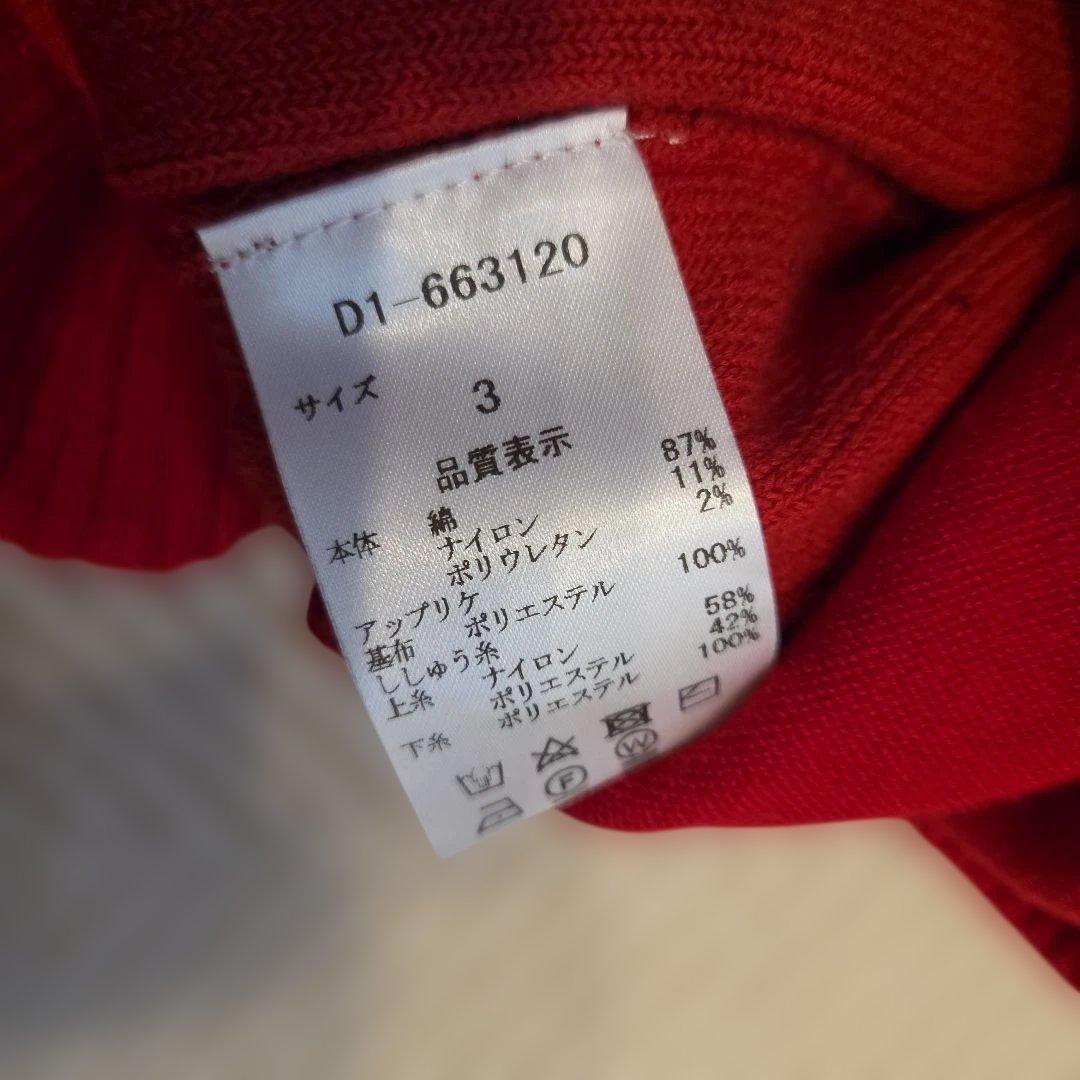 D1-663120
サイズ 3
品質表示
本体 綿 87%
ナイロン 11%
ポリウレタン 2%
アップリケ
基布 ポリエステル 100%
ししゅう糸
上糸 ナイロン 58%
ポリエステル 42%
下糸 ポリエステル 100%
F W